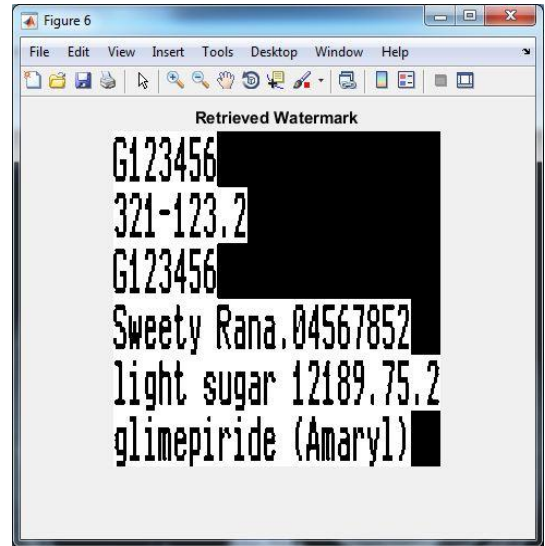 Figure 6
File Edit View Insert Tools Desktop Window Help
Retrieved Watermark
G123456
321-123.2
G123456
Sweety Rana.04567852
light sugar 12189.75.2
glimepiride (Amaryl)